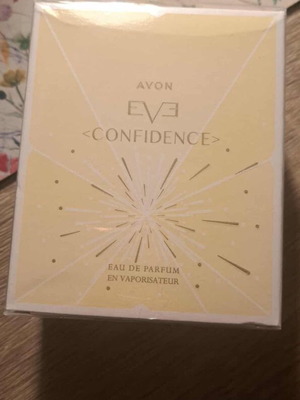 AVON
EVE
<CONFIDENCE>
EAU DE PARFUM
EN VAPORISATEUR